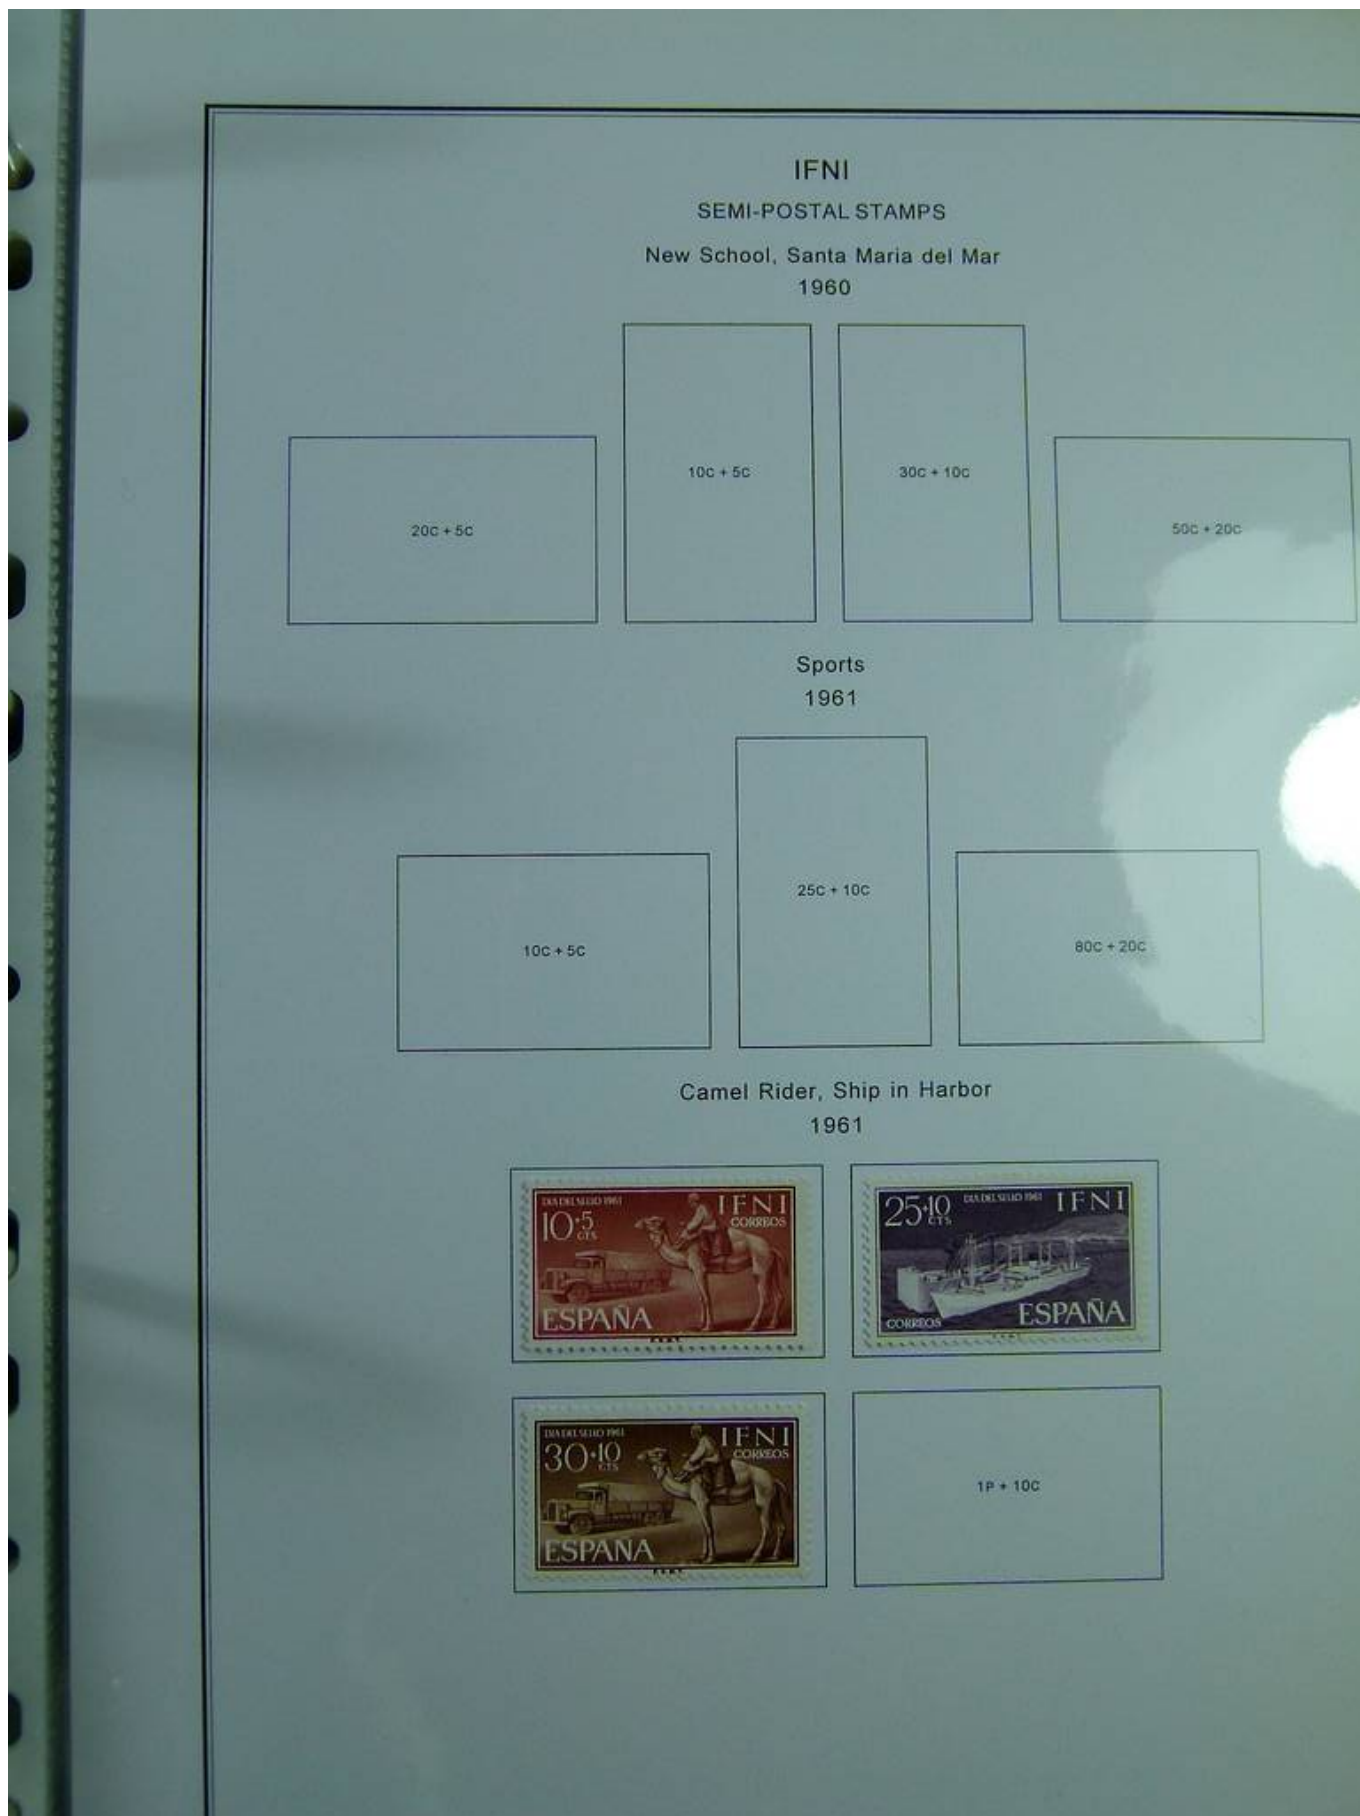 IFNI
SEMI-POSTAL STAMPS
New School, Santa Maria del Mar
1960
20C + 5C
10C + 5C
30C + 10C
50C + 20C
Sports
1961
10C + 5C
25C + 10C
80C + 20C
Camel Rider, Ship in Harbor
1961
DIA DEL SELLO 1961
IFNI
10+5
CTS
CORREOS
ESPAÑA
25+10
CTS
DIA DEL SELLO 1961
IFNI
CORREOS
ESPAÑA
DIA DEL SELLO 1961
IFNI
30+10
CTS
CORREOS
ESPAÑA
1P + 10C